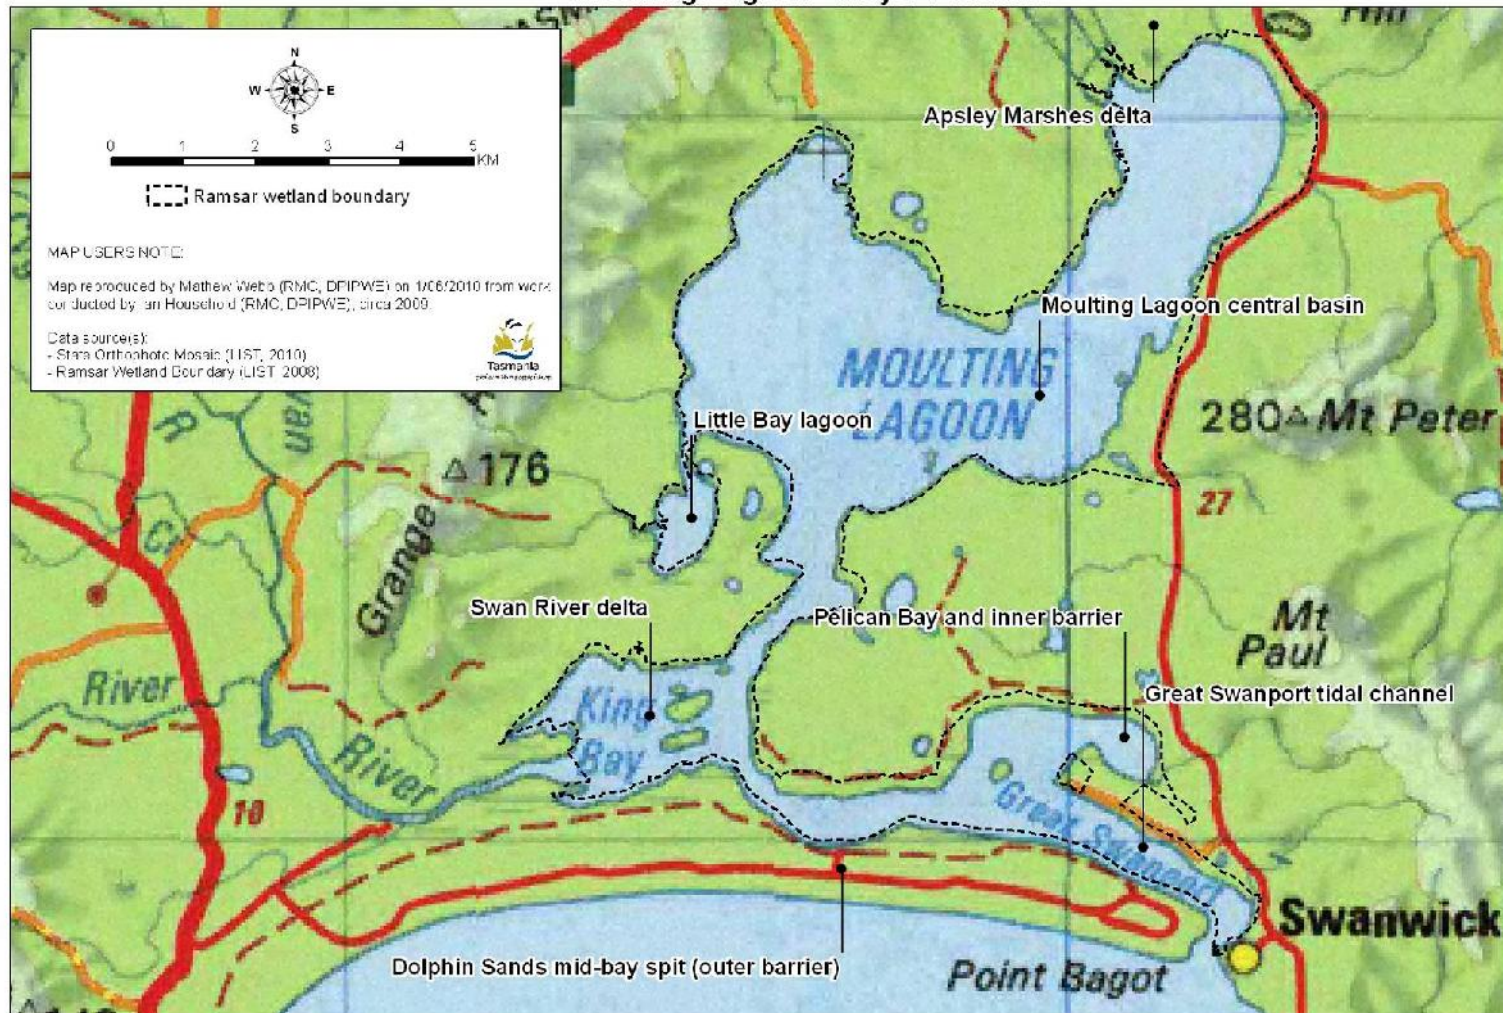 N
W E
S
0 1 2 3 4 5
KM
Ramsar wetland boundary
MAP USERS NOTE:
Map reproduced by Mathew Webb (RMC, DPIPWE) on 1/06/2010 from work
conducted by Ian Household (RMC, DPIPWE), circa 2009.
Data source(s):
- State Orthophoto Mosaic (LIST, 2010)
- Ramsar Wetland Boundary (LIST, 2008)
Tasmania
Apsley Marshes delta
Moulting Lagoon central basin
MOULTING
LAGOON
280 Mt Peter
Little Bay lagoon
176
27
Grange
Swan River delta
Pelican Bay and inner barrier
Mt
Paul
River
King
Bay
Great Swanport tidal channel
River
10
Great Swanport
Swanwick
Dolphin Sands mid-bay spit (outer barrier)
Point Bagot